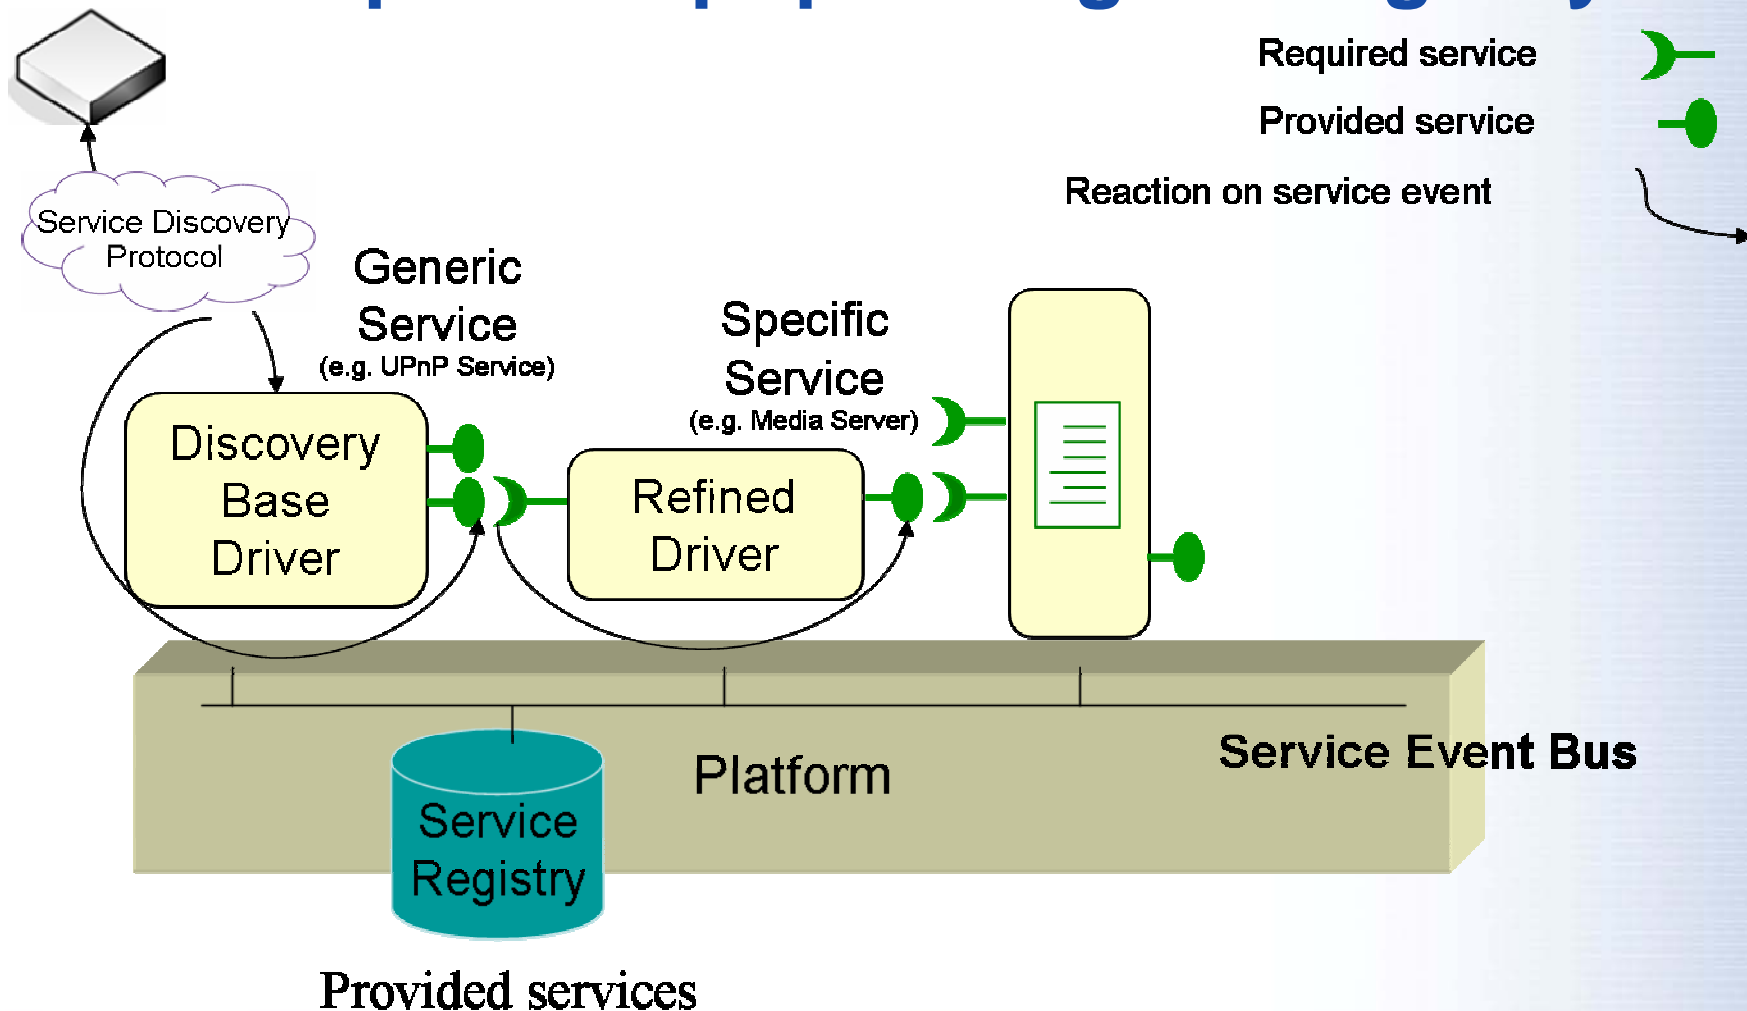 Required service
Provided service
Reaction on service event
Service Discovery
Protocol
Generic
Service
(e.g. UPnP Service)
Specific
Service
(e.g. Media Server)
Discovery
Base
Driver
Refined
Driver
Service Event Bus
Platform
Service
Registry
Provided services